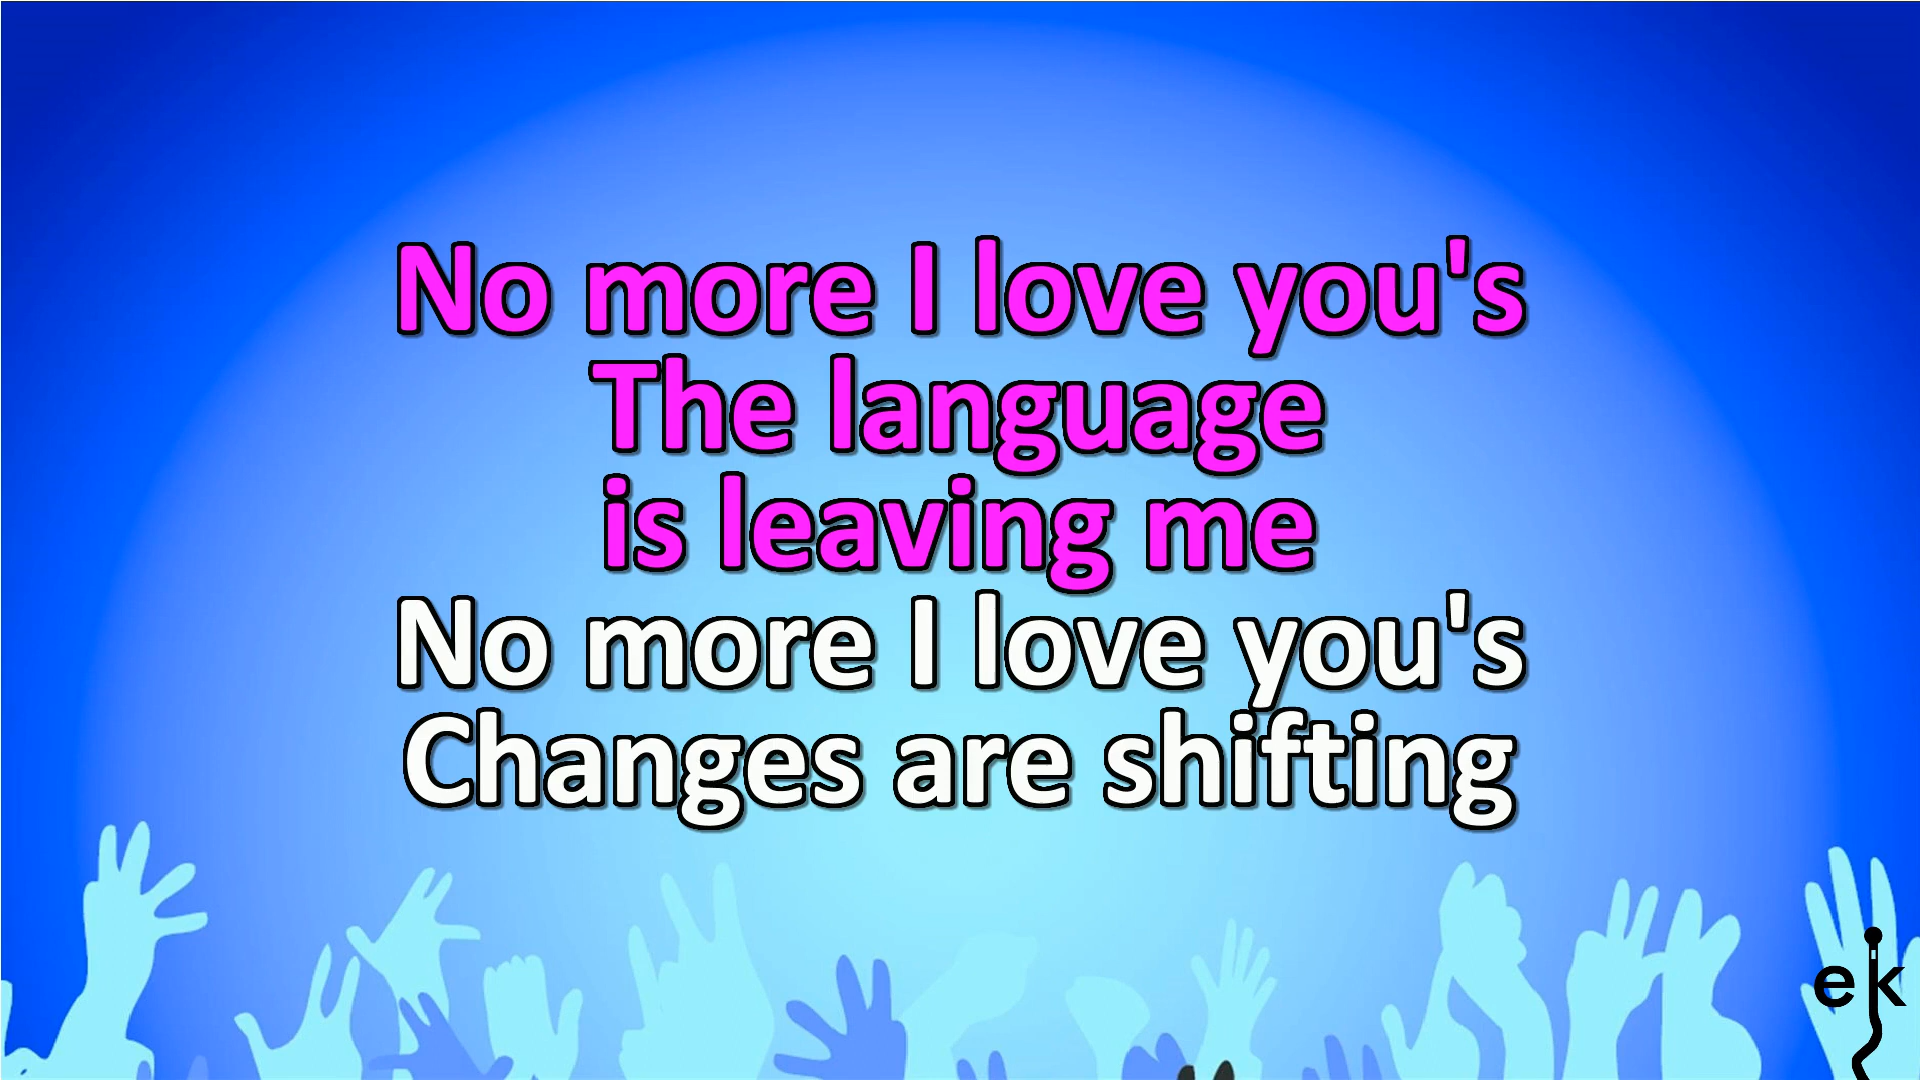 No more I love you's
The language
is leaving me
No more I love you's
Changes are shifting
ek